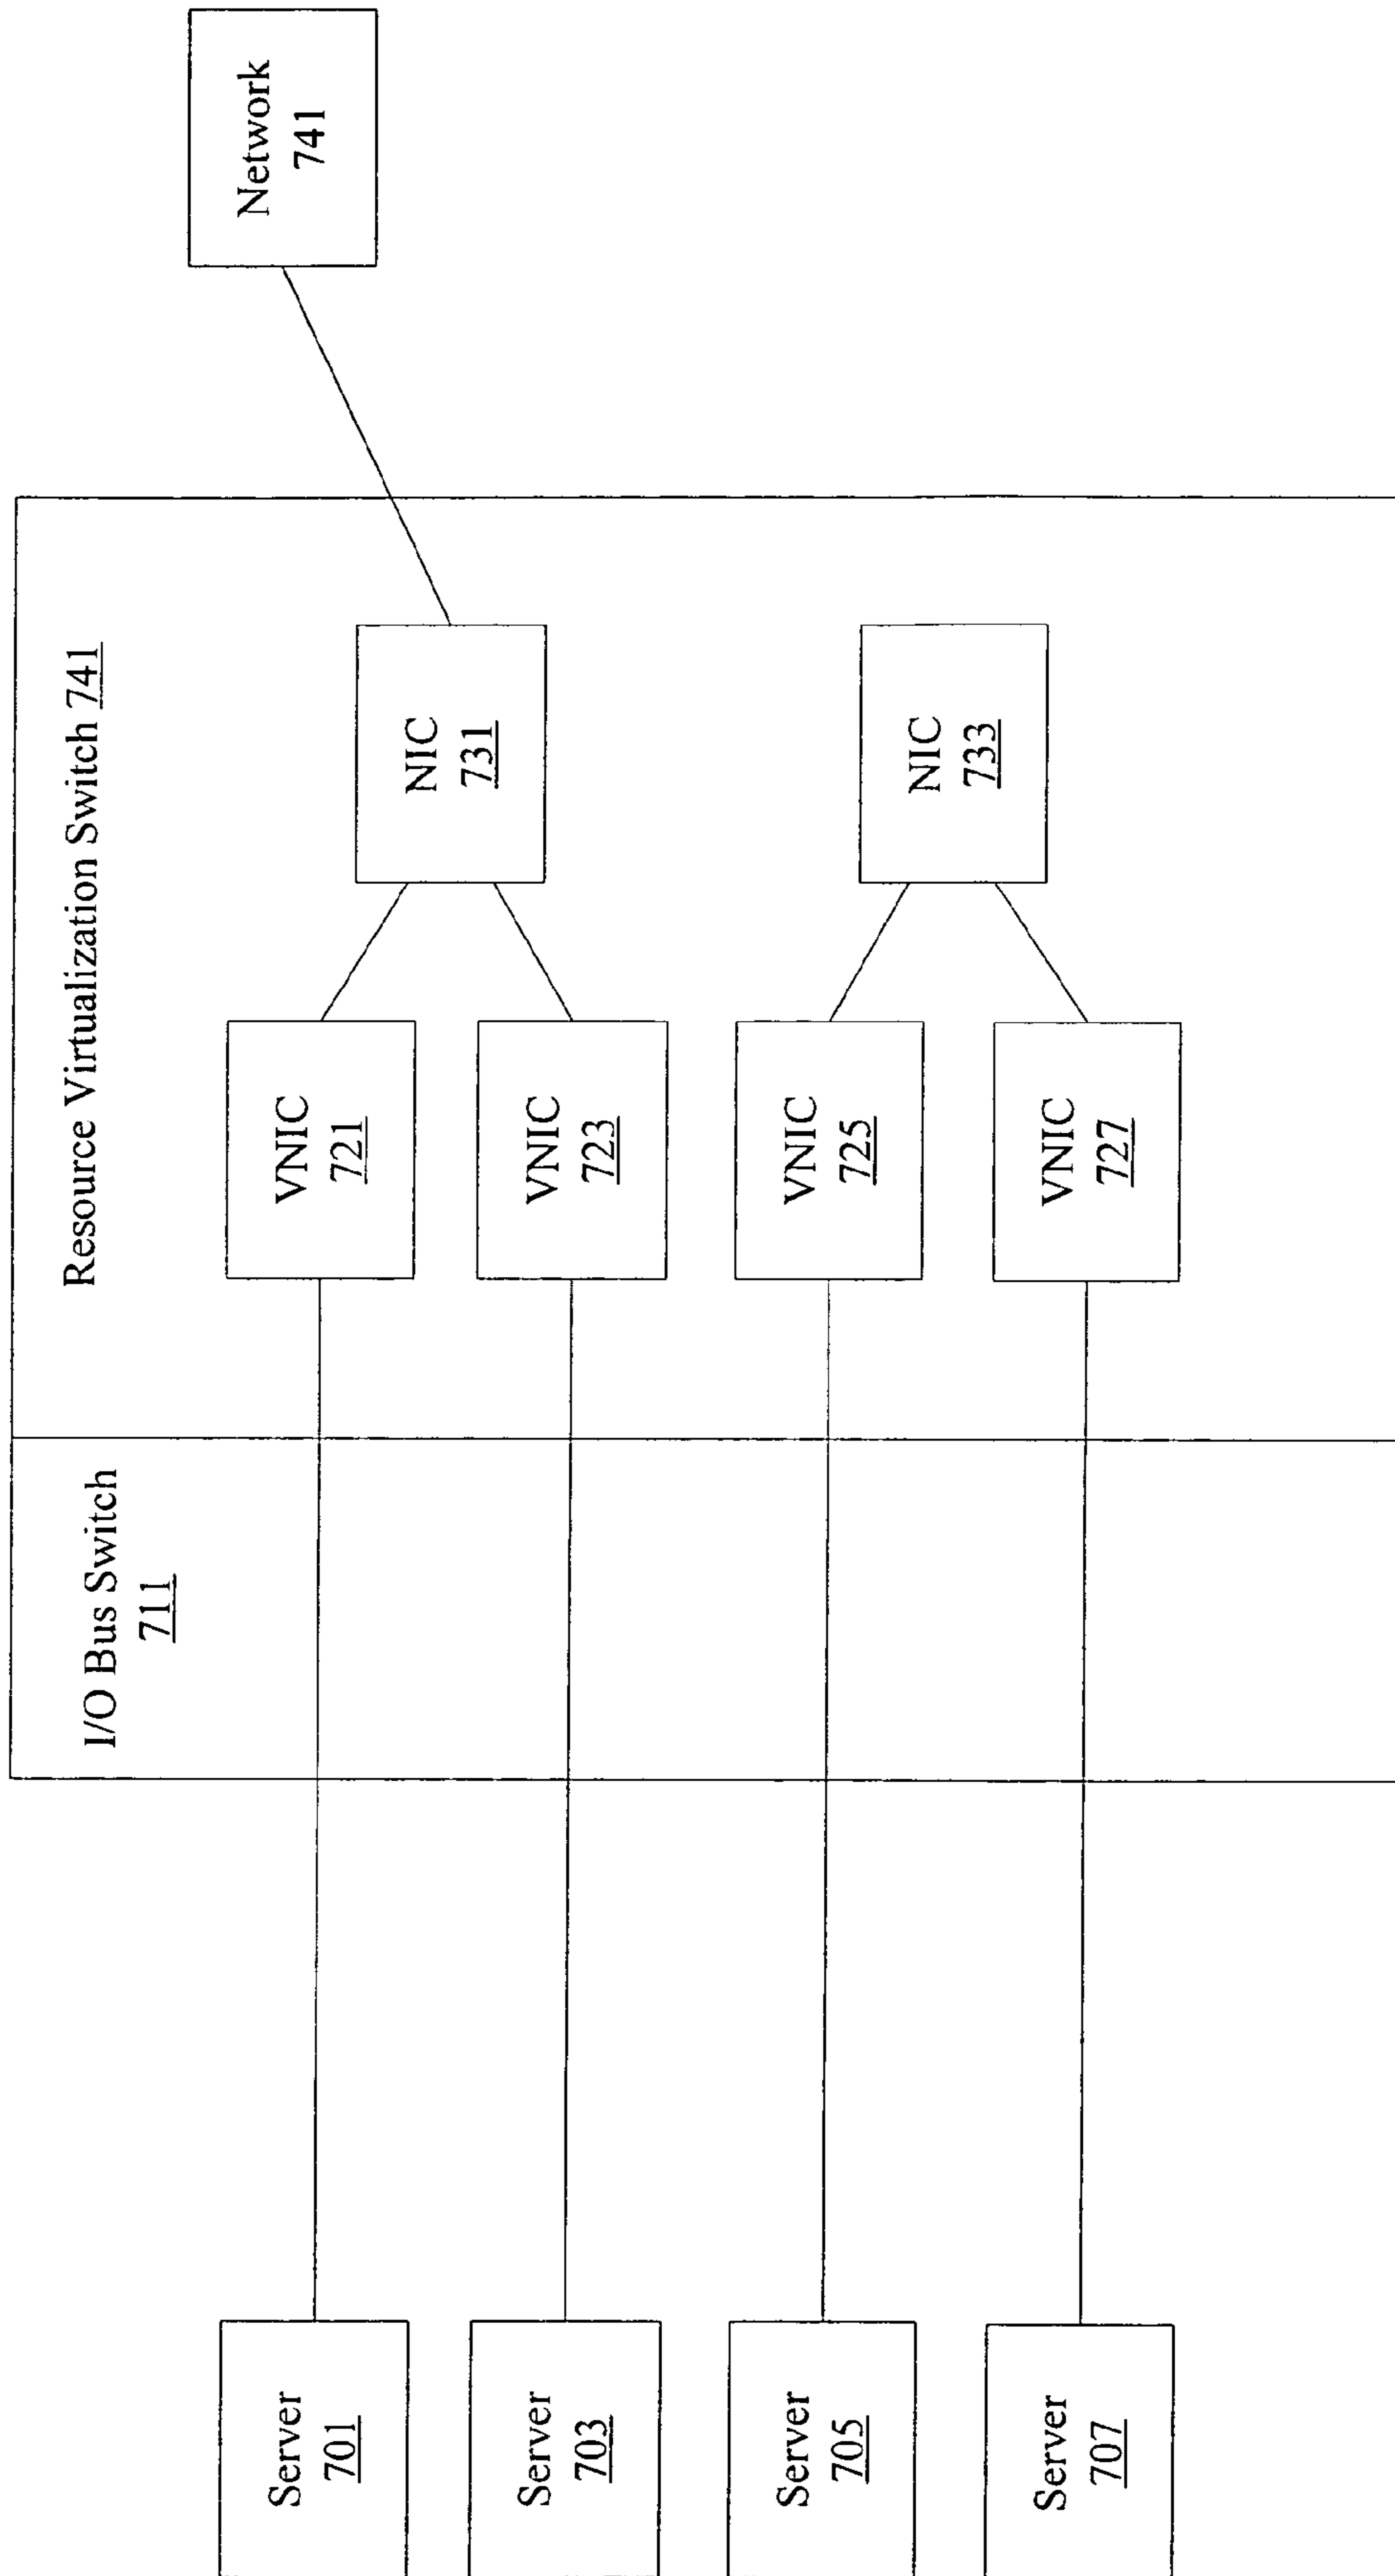 Server
701
Server
703
Server
705
Server
707
I/O Bus Switch
711
Resource Virtualization Switch 741
VNIC
721
VNIC
723
VNIC
725
VNIC
727
NIC
731
NIC
733
Network
741